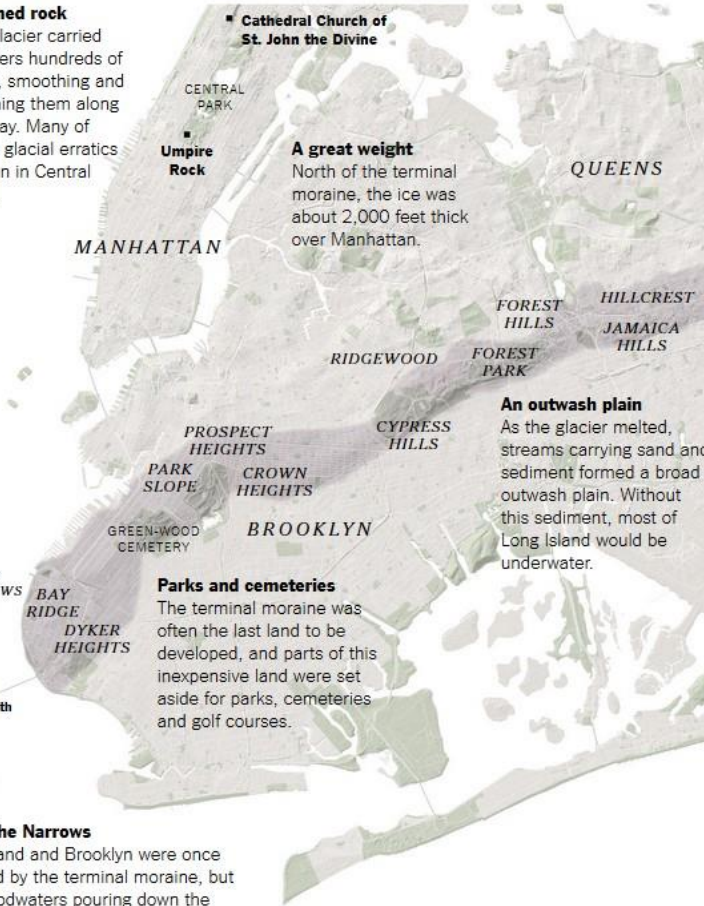 ned rock
lacier carried
ers hundreds of
, smoothing and
ning them along
ay. Many of
glacial erratics
n in Central
Cathedral Church of
St. John the Divine
CENTRAL
PARK
Umpire
Rock
A great weight
North of the terminal
moraine, the ice was
about 2,000 feet thick
over Manhattan.
QUEENS
MANHATTAN
HILLCREST
FOREST
HILLS
JAMAICA
HILLS
RIDGEWOOD
FOREST
PARK
An outwash plain
As the glacier melted,
streams carrying sand and
sediment formed a broad
outwash plain. Without
this sediment, most of
Long Island would be
underwater.
CYPRESS
HILLS
PROSPECT
HEIGHTS
PARK
SLOPE
CROWN
HEIGHTS
GREEN-WOOD
CEMETERY
BROOKLYN
WS
BAY
RIDGE
DYKER
HEIGHTS
Parks and cemeteries
The terminal moraine was
often the last land to be
developed, and parts of this
inexpensive land were set
aside for parks, cemeteries
and golf courses.
th
he Narrows
and and Brooklyn were once
d by the terminal moraine, but
odwaters pouring down the